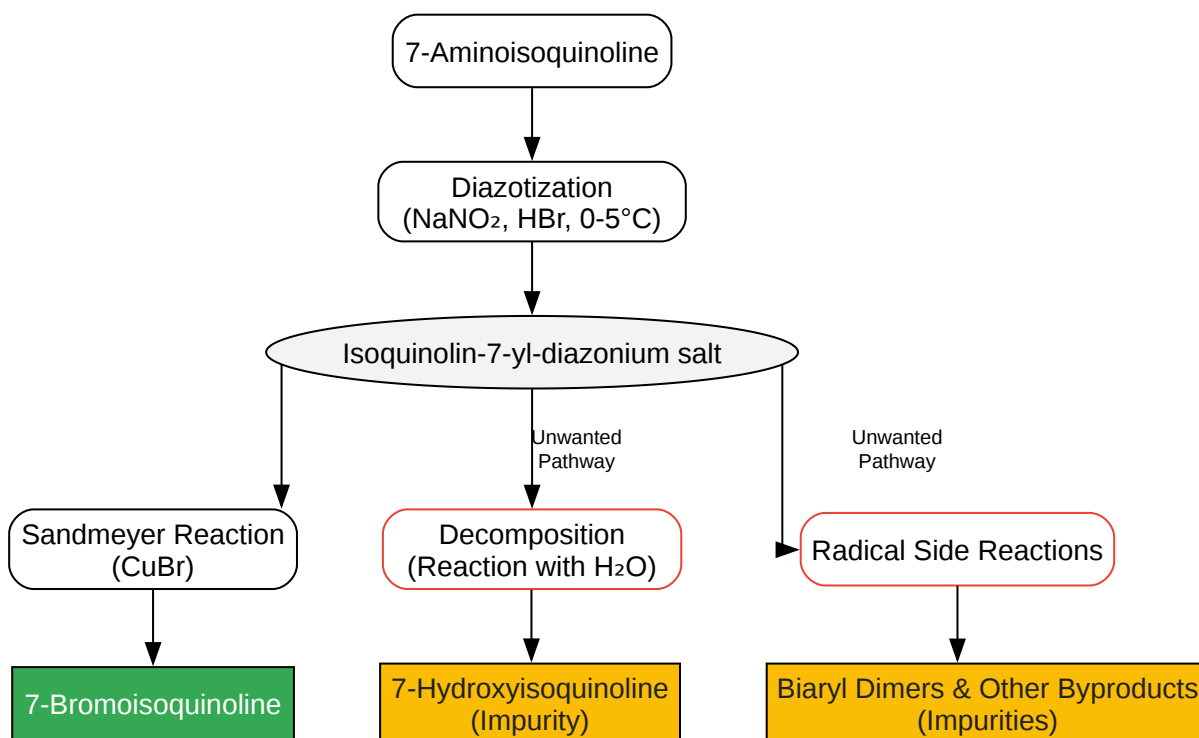 7-Aminoisoquinoline
Diazotization
(NaNO₂, HBr, 0-5°C)
Isoquinolin-7-yl-diazonium salt
Unwanted
Pathway
Unwanted
Pathway
Sandmeyer Reaction
(CuBr)
Decomposition
(Reaction with H₂O)
Radical Side Reactions
7-Bromoisoquinoline
7-Hydroxyisoquinoline
(Impurity)
Biaryl Dimers & Other Byproducts
(Impurities)